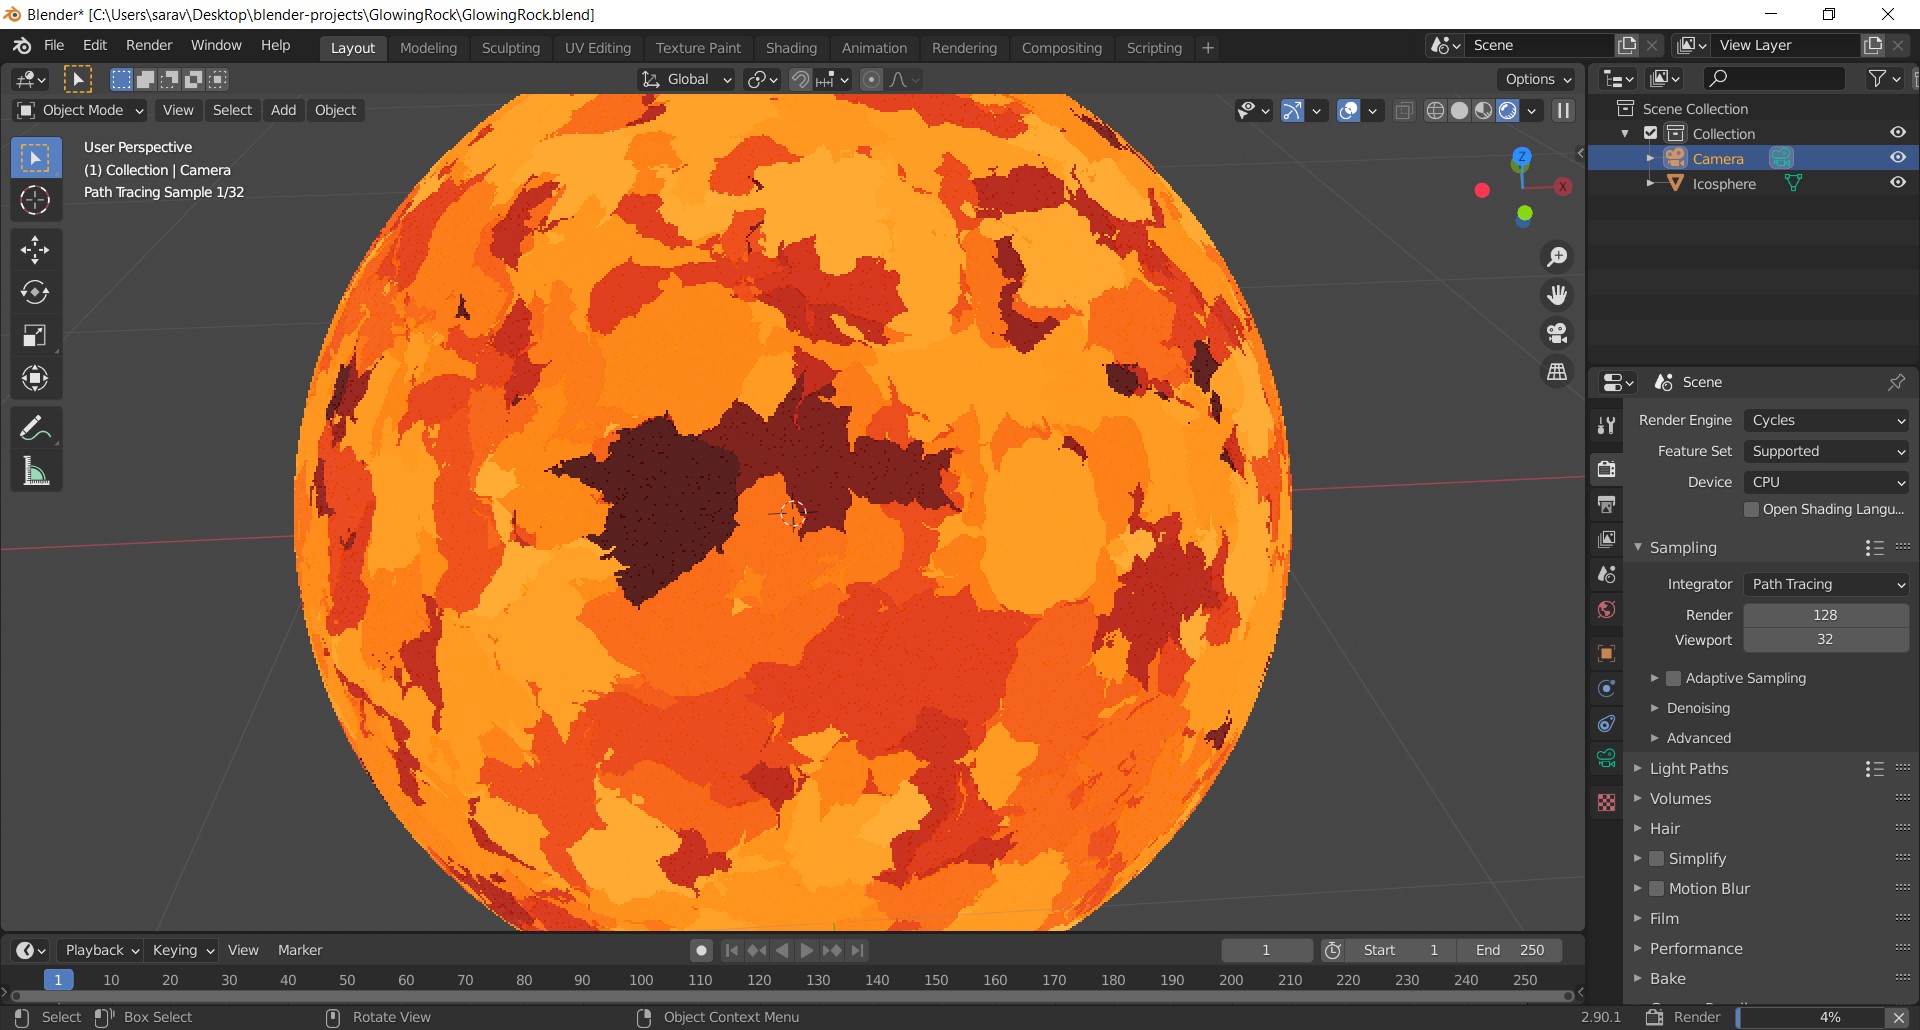 Blender* [C:\Users\sarav\Desktop\blender-projects\GlowingRock\GlowingRock.blend]
File Edit Render Window Help Layout Modeling Sculpting UV Editing Texture Paint Shading Animation Rendering Compositing Scripting + Scene View Layer
Global Options
Object Mode View Select Add Object
User Perspective
(1) Collection | Camera
Path Tracing Sample 1/32
Z
X
Scene Collection
Collection
Camera
Icosphere
Scene
Render Engine Cycles
Feature Set Supported
Device CPU
Open Shading Langu...
Sampling
Integrator Path Tracing
Render 128
Viewport 32
Adaptive Sampling
Denoising
Advanced
Light Paths
Volumes
Hair
Simplify
Motion Blur
Film
Performance
Bake
Playback Keying View Marker 1 Start 1 End 250
1 10 20 30 40 50 60 70 80 90 100 110 120 130 140 150 160 170 180 190 200 210 220 230 240 250
Select Box Select Rotate View Object Context Menu 2.90.1 Render 4%